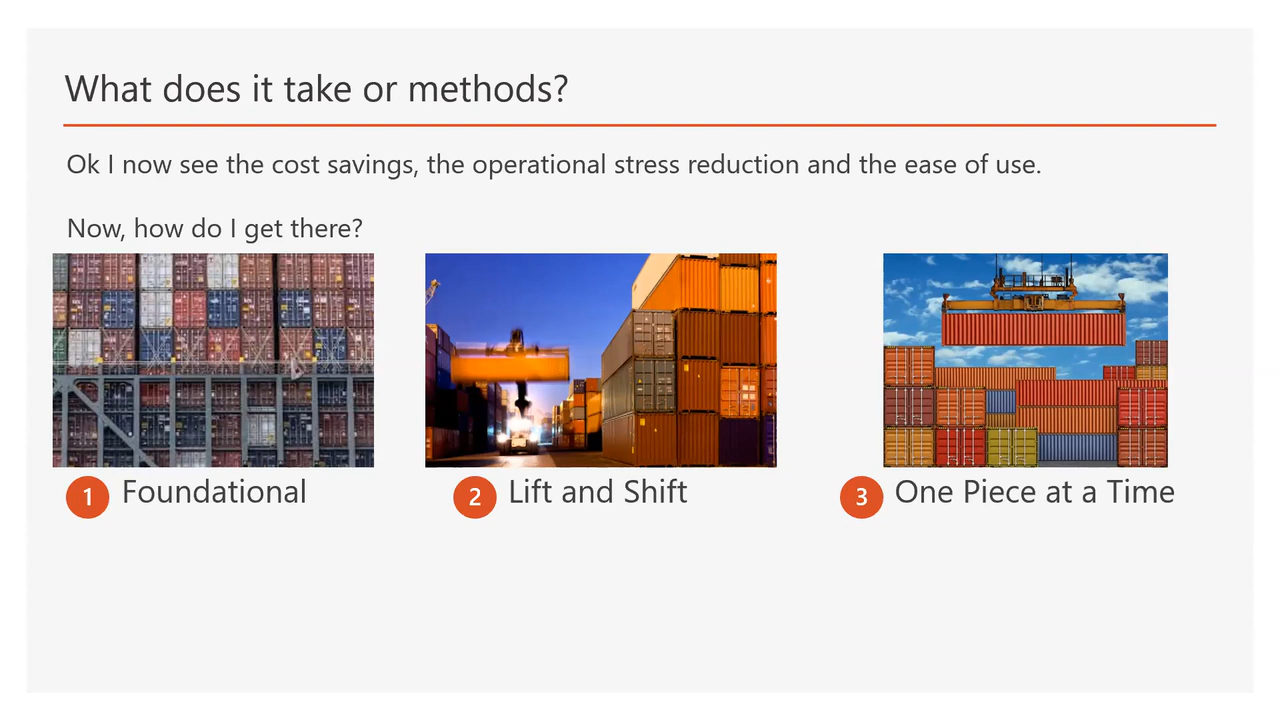 What does it take or methods?
Ok I now see the cost savings, the operational stress reduction and the ease of use.
Now, how do I get there?
1 Foundational
2 Lift and Shift
3 One Piece at a Time